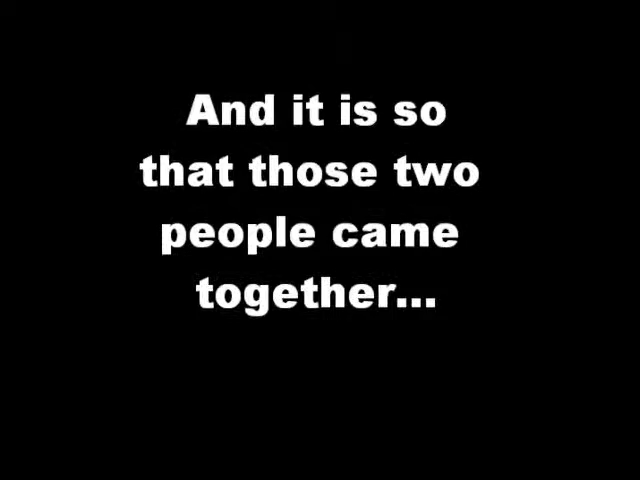 And it is so
that those two
people came
together...